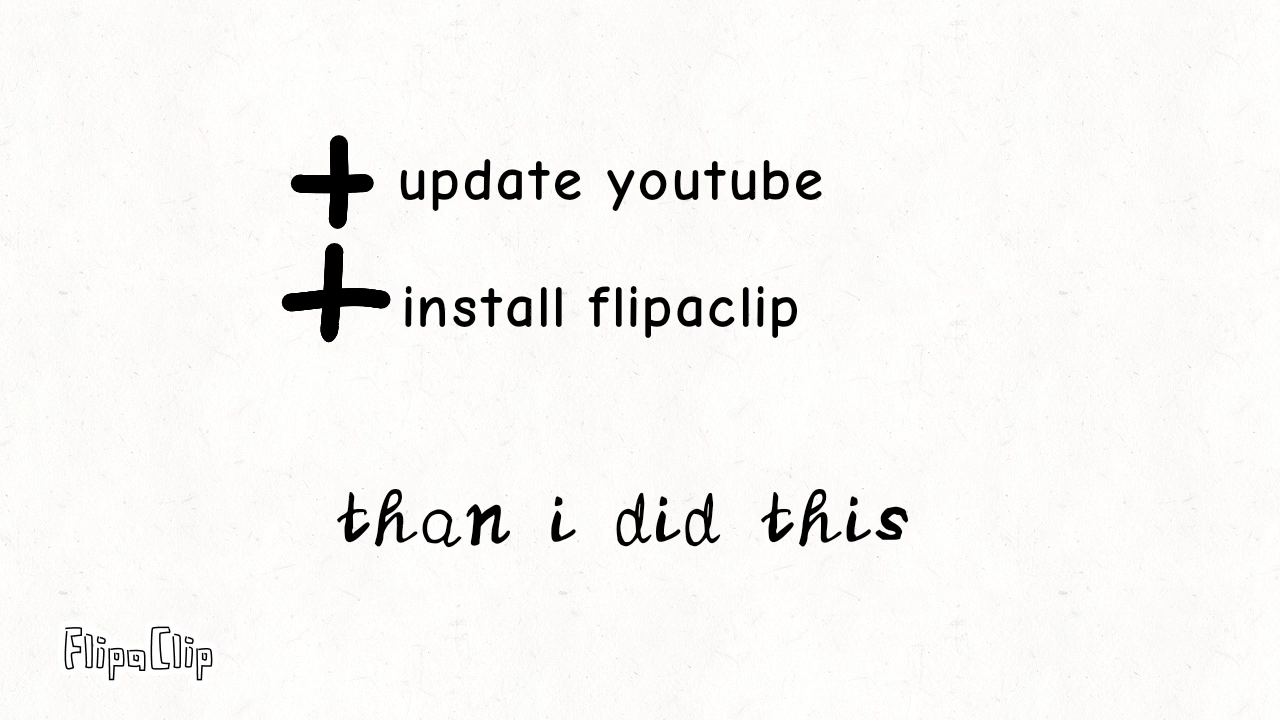 + update youtube
+ install flipaclip
than i did this
FlipaClip